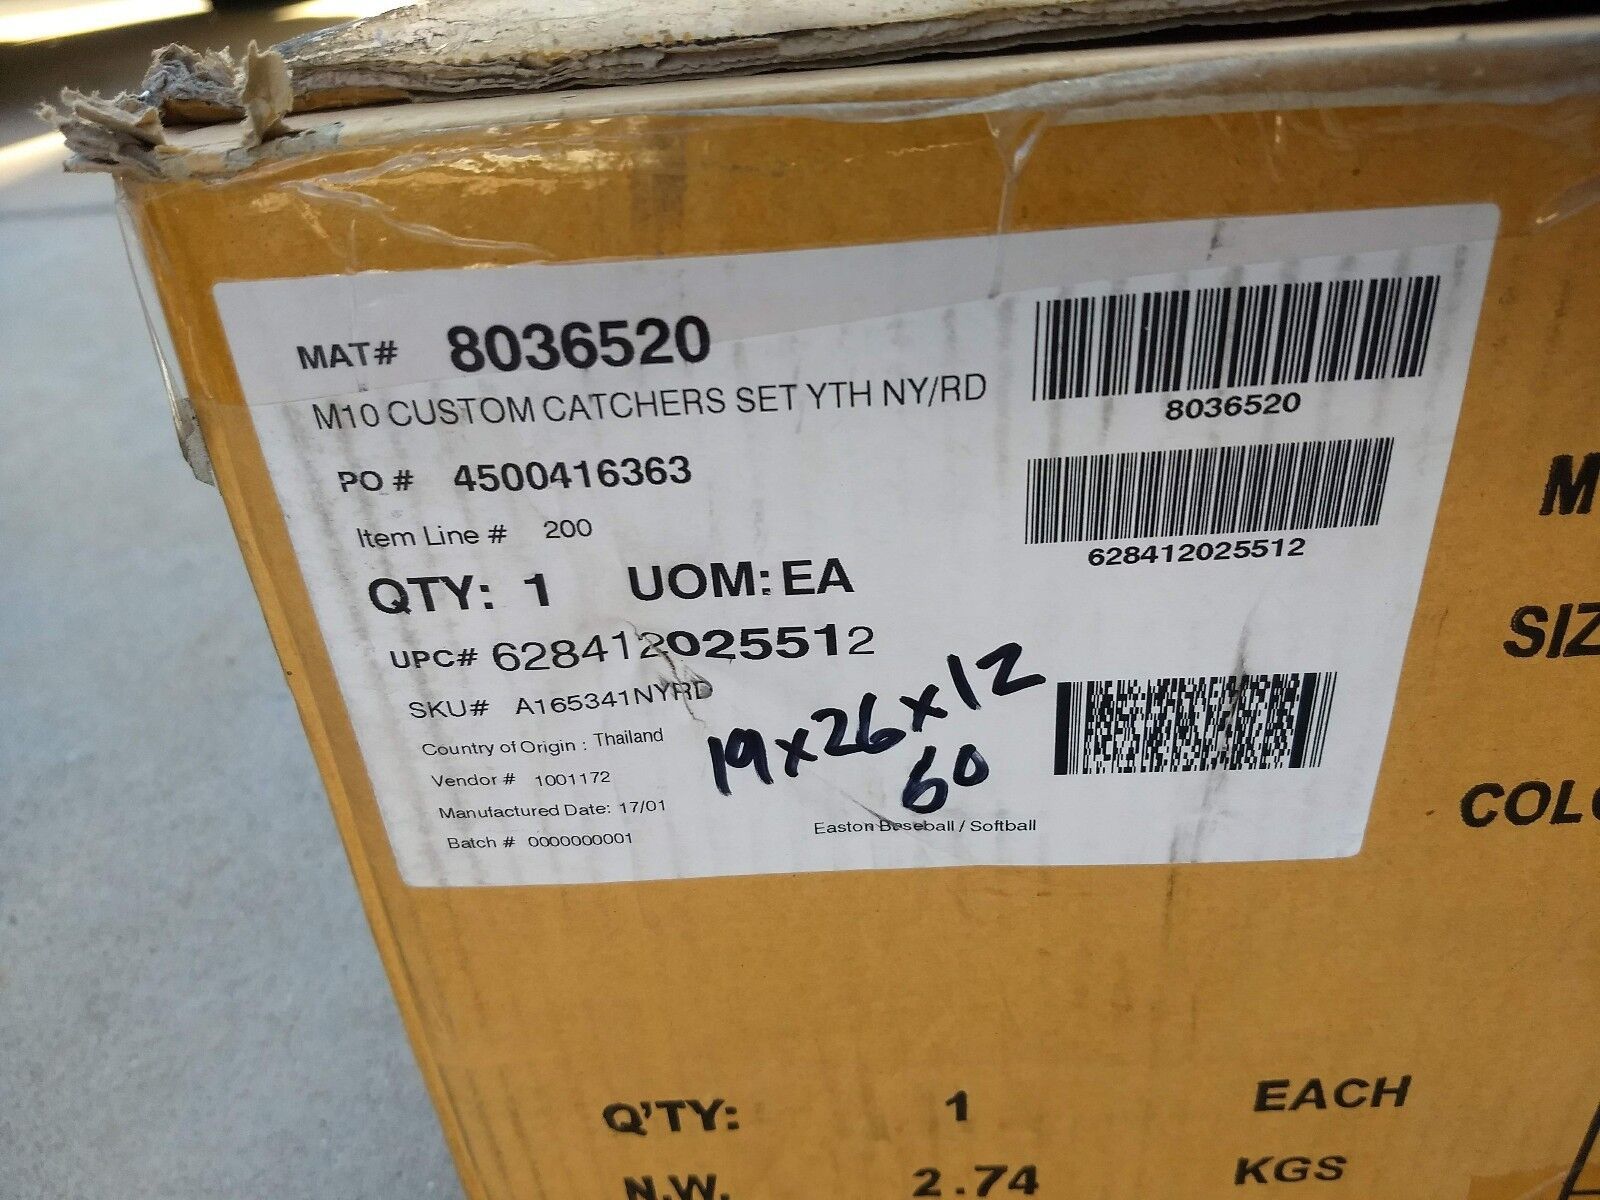 MAT# 8036520
M10 CUSTOM CATCHERS SET YTH NY/RD
8036520
PO # 4500416363
Item Line # 200
628412025512
QTY: 1 UOM: EA
UPC# 628412025512
SKU# A165341NYRD
19x26x12
60
Country of Origin : Thailand
Vendor # 1001172
Manufactured Date: 17/01
Batch # 0000000001
Easton Baseball / Softball
M
SIZ
COLO
Q'TY: 1 EACH
N.W. 2.74 KGS